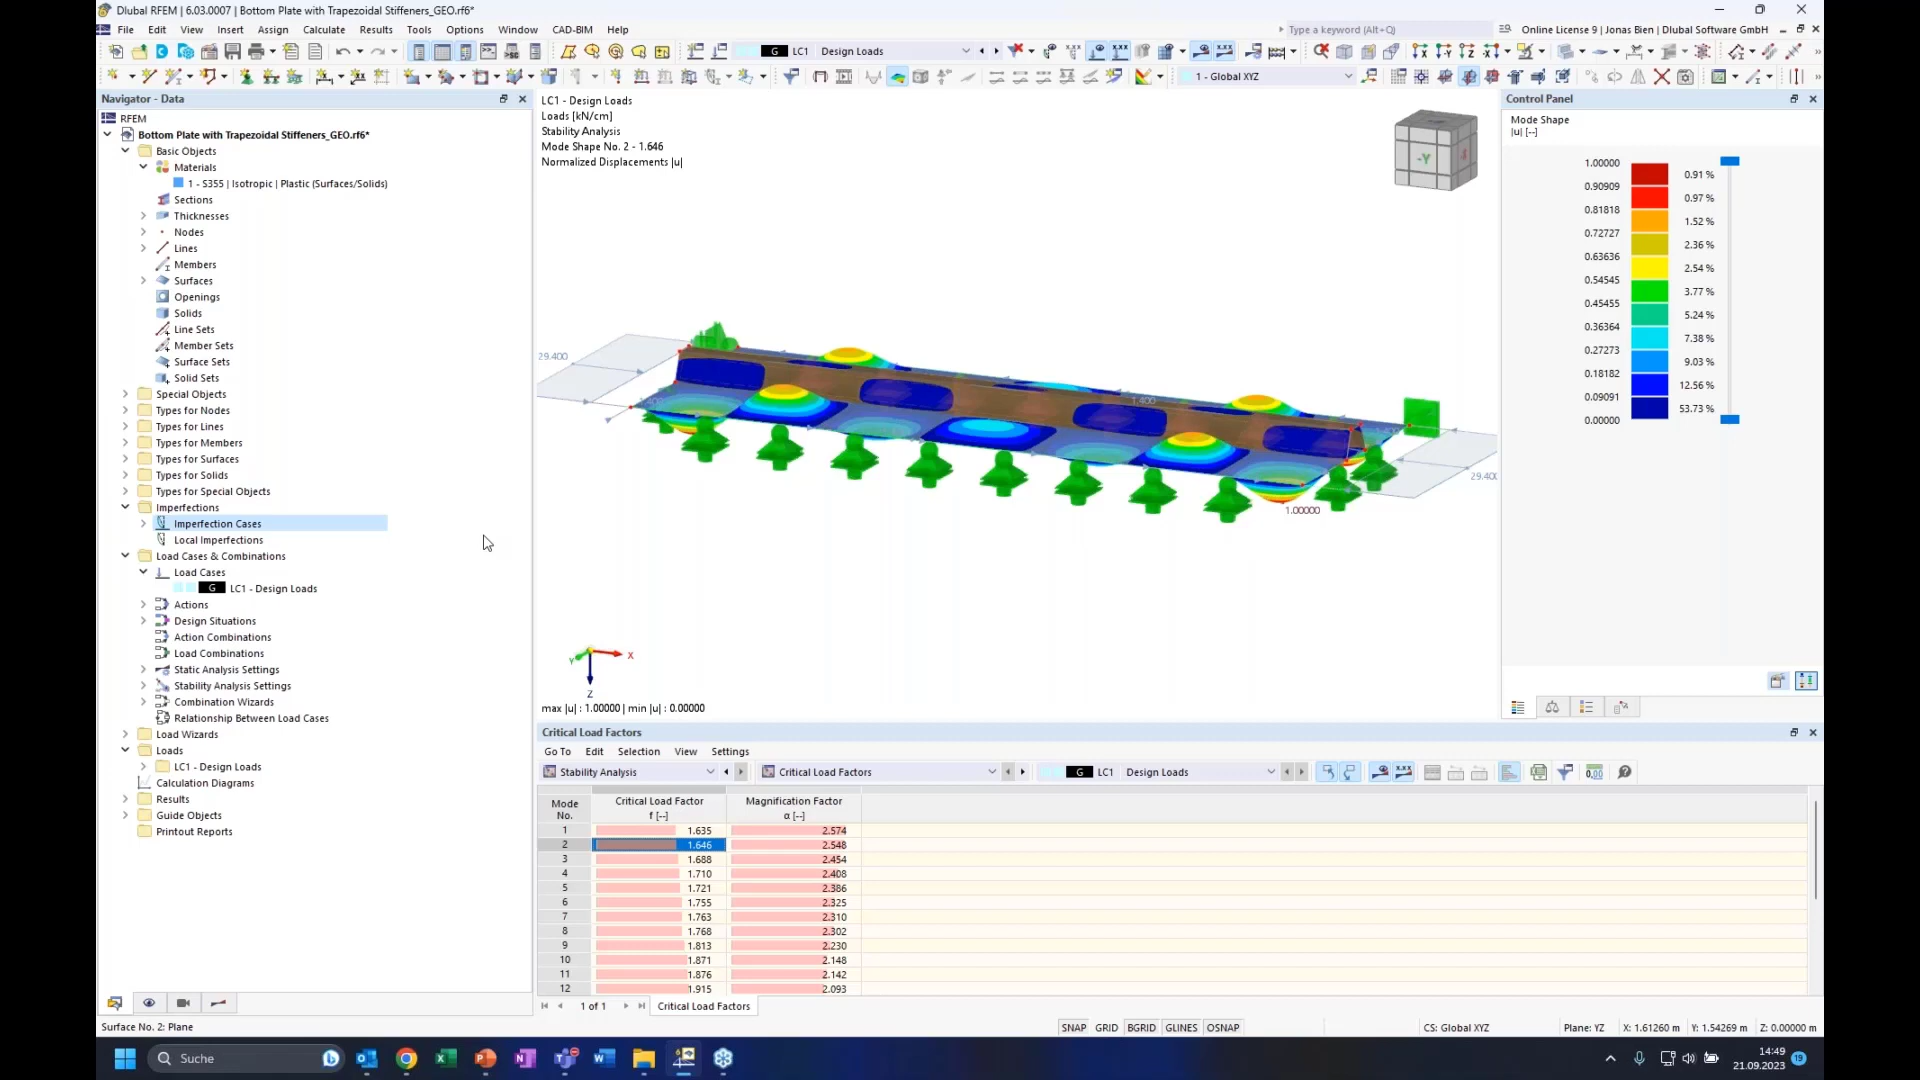 Dlubal RFEM | 6.03.0007 | Bottom Plate with Trapezoidal Stiffeners_GEO.rf6*
File Edit View Insert Assign Calculate Results Tools Options Window CAD-BIM Help
Type a keyword (Alt+Q)
Online License 9 | Jonas Bien | Dlubal Software GmbH
G LC1 Design Loads
1 - Global XYZ
Navigator - Data
RFEM
Bottom Plate with Trapezoidal Stiffeners_GEO.rf6*
Basic Objects
Materials
1 - S355 | Isotropic | Plastic (Surfaces/Solids)
Sections
Thicknesses
Nodes
Lines
Members
Surfaces
Openings
Solids
Line Sets
Member Sets
Surface Sets
Solid Sets
Special Objects
Types for Nodes
Types for Lines
Types for Members
Types for Surfaces
Types for Solids
Types for Special Objects
Imperfections
Imperfection Cases
Local Imperfections
Load Cases & Combinations
Load Cases
G LC1 - Design Loads
Actions
Design Situations
Action Combinations
Load Combinations
Static Analysis Settings
Stability Analysis Settings
Combination Wizards
Relationship Between Load Cases
Load Wizards
Loads
LC1 - Design Loads
Calculation Diagrams
Results
Guide Objects
Printout Reports
LC1 - Design Loads
Loads [kN/cm]
Stability Analysis
Mode Shape No. 2 - 1.646
Normalized Displacements |u|
-Y
29.400
1.400
29.400
1.00000
X
Y
Z
max |u| : 1.00000 | min |u| : 0.00000
Control Panel
Mode Shape
|u| [--]
1.00000
0.91 %
0.90909
0.97 %
0.81818
1.52 %
0.72727
2.36 %
0.63636
2.54 %
0.54545
3.77 %
0.45455
5.24 %
0.36364
7.38 %
0.27273
9.03 %
0.18182
12.56 %
0.09091
53.73 %
0.00000
Critical Load Factors
Go To Edit Selection View Settings
Stability Analysis
Critical Load Factors
G LC1 Design Loads
Mode No. Critical Load Factor f [--] Magnification Factor α [--]
1 1.635 2.574
2 1.646 2.548
3 1.688 2.454
4 1.710 2.408
5 1.721 2.386
6 1.755 2.325
7 1.763 2.310
8 1.768 2.302
9 1.813 2.230
10 1.871 2.148
11 1.876 2.142
12 1.915 2.093
1 of 1
Critical Load Factors
Surface No. 2: Plane
SNAP GRID BGRID GLINES OSNAP
CS: Global XYZ
Plane: YZ
X: 1.61260 m Y: 1.54269 m Z: 0.00000 m
Suche
14:49
21.09.2023
19